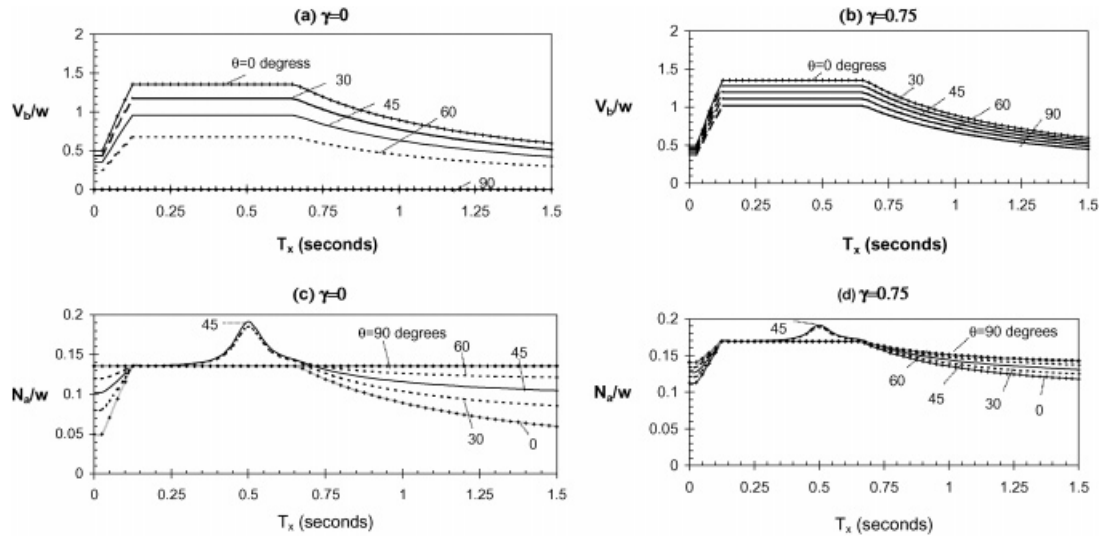 (a) γ=0
2
1.5
1
0.5
0
V_b/w
θ=0 degree
30
45
60
90
0 0.25 0.5 0.75 1 1.25 1.5
T_x (seconds)
(b) γ=0.75
2
1.5
1
0.5
0
V_b/w
θ=0 degree
30
45
60
90
0 0.25 0.5 0.75 1 1.25 1.5
T_x (seconds)
(c) γ=0
0.2
0.15
0.1
0.05
0
N_a/w
45
θ=90 degrees
60
45
30
0
0 0.25 0.5 0.75 1 1.25 1.5
T_x (seconds)
(d) γ=0.75
0.2
0.15
0.1
0.05
0
N_a/w
45
θ=90 degrees
60
45
30
0
0 0.25 0.5 0.75 1 1.25 1.5
T_x (seconds)